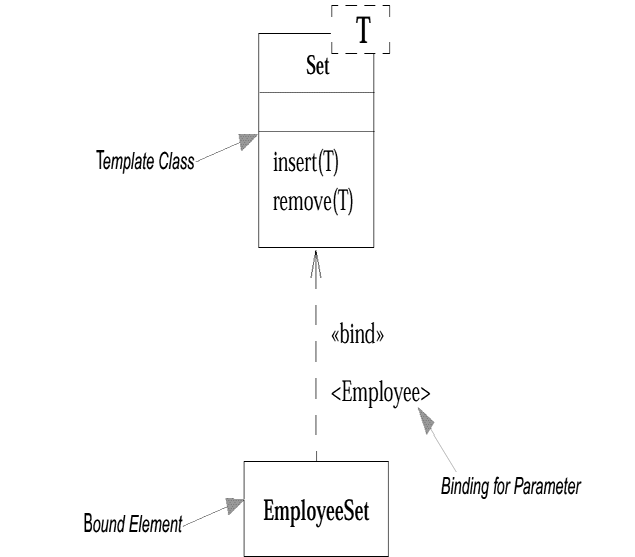 T
Set
Template Class
insert(T)
remove(T)
«bind»
<Employee>
Binding for Parameter
EmployeeSet
Bound Element